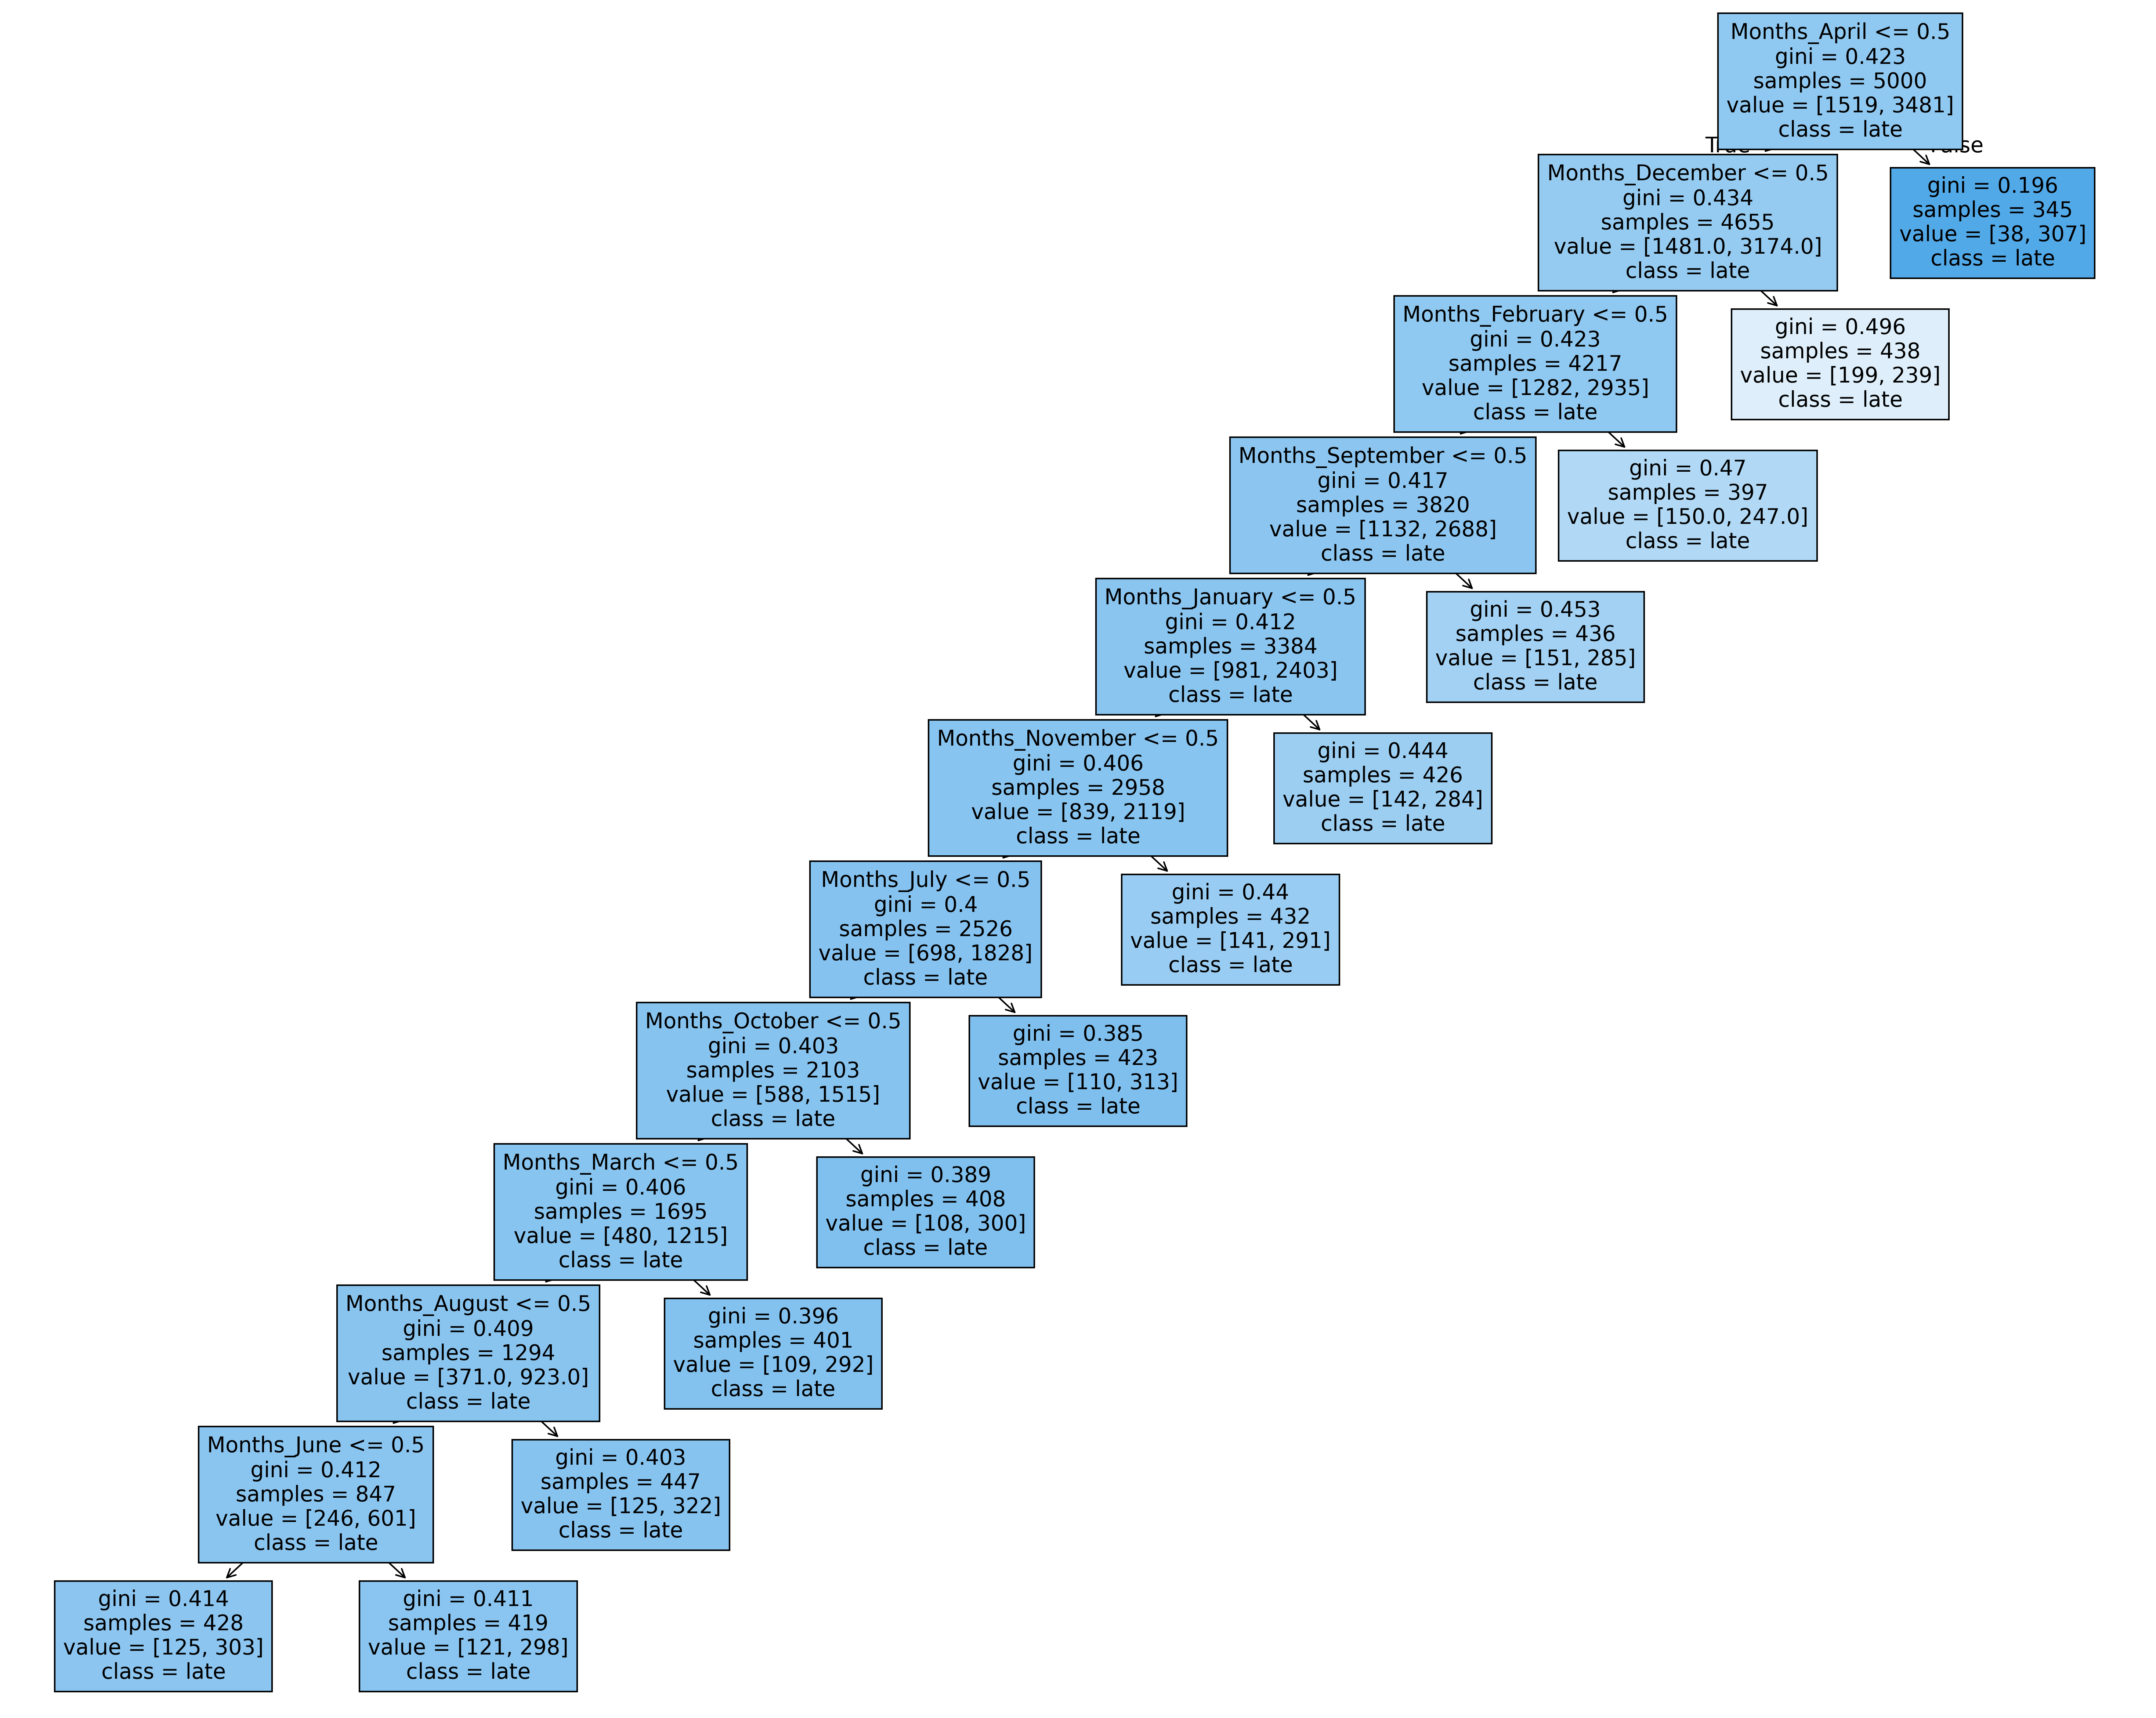 Months_April <= 0.5
gini = 0.423
samples = 5000
value = [1519, 3481]
class = late
Months_December <= 0.5
gini = 0.434
samples = 4655
value = [1481.0, 3174.0]
class = late
gini = 0.196
samples = 345
value = [38, 307]
class = late
Months_February <= 0.5
gini = 0.423
samples = 4217
value = [1282, 2935]
class = late
gini = 0.496
samples = 438
value = [199, 239]
class = late
Months_September <= 0.5
gini = 0.417
samples = 3820
value = [1132, 2688]
class = late
gini = 0.47
samples = 397
value = [150.0, 247.0]
class = late
Months_January <= 0.5
gini = 0.412
samples = 3384
value = [981, 2403]
class = late
gini = 0.453
samples = 436
value = [151, 285]
class = late
Months_November <= 0.5
gini = 0.406
samples = 2958
value = [839, 2119]
class = late
gini = 0.444
samples = 426
value = [142, 284]
class = late
Months_July <= 0.5
gini = 0.4
samples = 2526
value = [698, 1828]
class = late
gini = 0.44
samples = 432
value = [141, 291]
class = late
Months_October <= 0.5
gini = 0.403
samples = 2103
value = [588, 1515]
class = late
gini = 0.385
samples = 423
value = [110, 313]
class = late
Months_March <= 0.5
gini = 0.406
samples = 1695
value = [480, 1215]
class = late
gini = 0.389
samples = 408
value = [108, 300]
class = late
Months_August <= 0.5
gini = 0.409
samples = 1294
value = [371.0, 923.0]
class = late
gini = 0.396
samples = 401
value = [109, 292]
class = late
Months_June <= 0.5
gini = 0.412
samples = 847
value = [246, 601]
class = late
gini = 0.403
samples = 447
value = [125, 322]
class = late
gini = 0.414
samples = 428
value = [125, 303]
class = late
gini = 0.411
samples = 419
value = [121, 298]
class = late